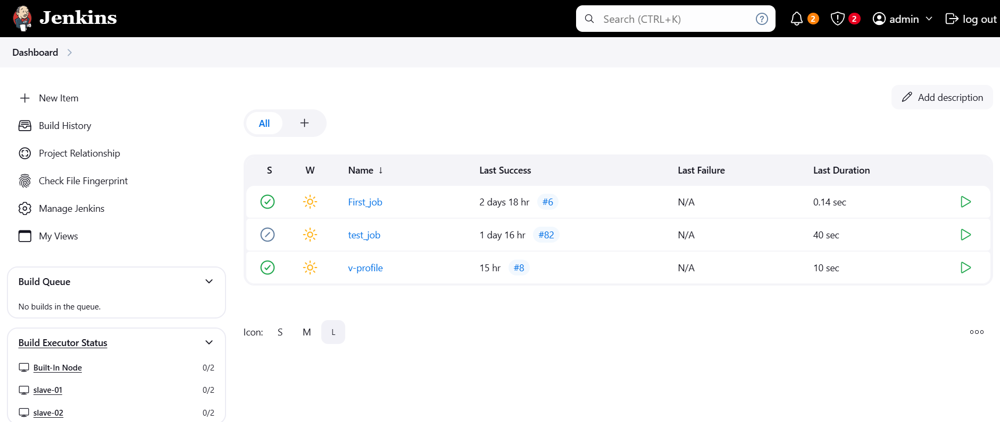 Jenkins
Search (CTRL+K)
?
2
2
admin
log out
Dashboard
New Item
Build History
Project Relationship
Check File Fingerprint
Manage Jenkins
My Views
Build Queue
No builds in the queue.
Build Executor Status
Built-In Node 0/2
slave-01 0/2
slave-02 0/2
Add description
All +
S W Name ↓ Last Success Last Failure Last Duration
First_job 2 days 18 hr #6 N/A 0.14 sec
test_job 1 day 16 hr #82 N/A 40 sec
v-profile 15 hr #8 N/A 10 sec
Icon: S M L